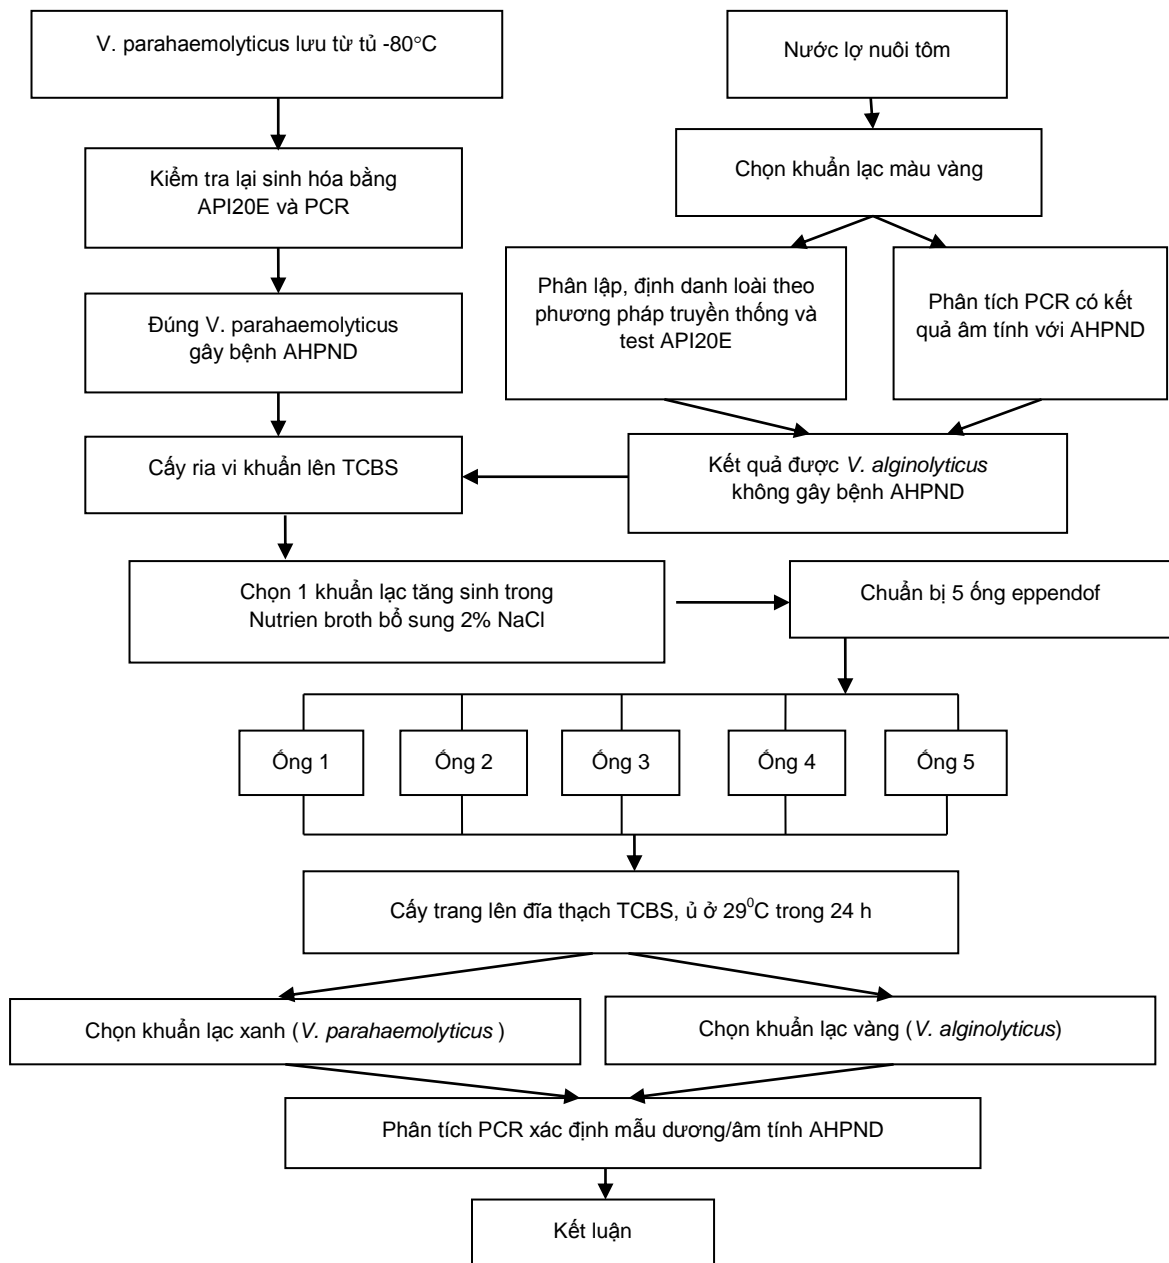 V. parahaemolyticus lưu từ tủ -80°C
Nước lợ nuôi tôm
Kiểm tra lại sinh hóa bằng
API20E và PCR
Chọn khuẩn lạc màu vàng
Đúng V. parahaemolyticus
gây bệnh AHPND
Phân lập, định danh loài theo
phương pháp truyền thống và
test API20E
Phân tích PCR có kết
quả âm tính với AHPND
Cấy ria vi khuẩn lên TCBS
Kết quả được V. alginolyticus
không gây bệnh AHPND
Chọn 1 khuẩn lạc tăng sinh trong
Nutrien broth bổ sung 2% NaCl
Chuẩn bị 5 ống eppendof
Ống 1
Ống 2
Ống 3
Ống 4
Ống 5
Cấy trang lên đĩa thạch TCBS, ủ ở 29⁰C trong 24 h
Chọn khuẩn lạc xanh (V. parahaemolyticus )
Chọn khuẩn lạc vàng (V. alginolyticus)
Phân tích PCR xác định mẫu dương/âm tính AHPND
Kết luận